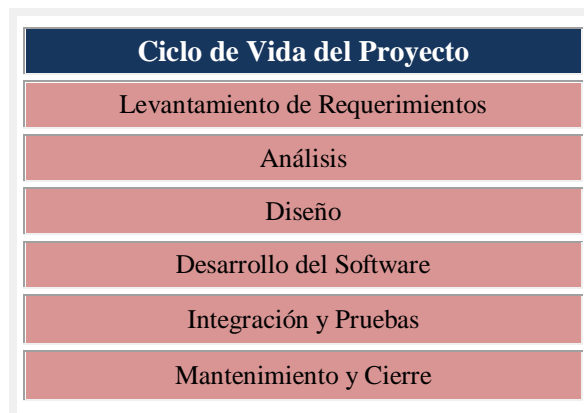 Ciclo de Vida del Proyecto
Levantamiento de Requerimientos
Análisis
Diseño
Desarrollo del Software
Integración y Pruebas
Mantenimiento y Cierre